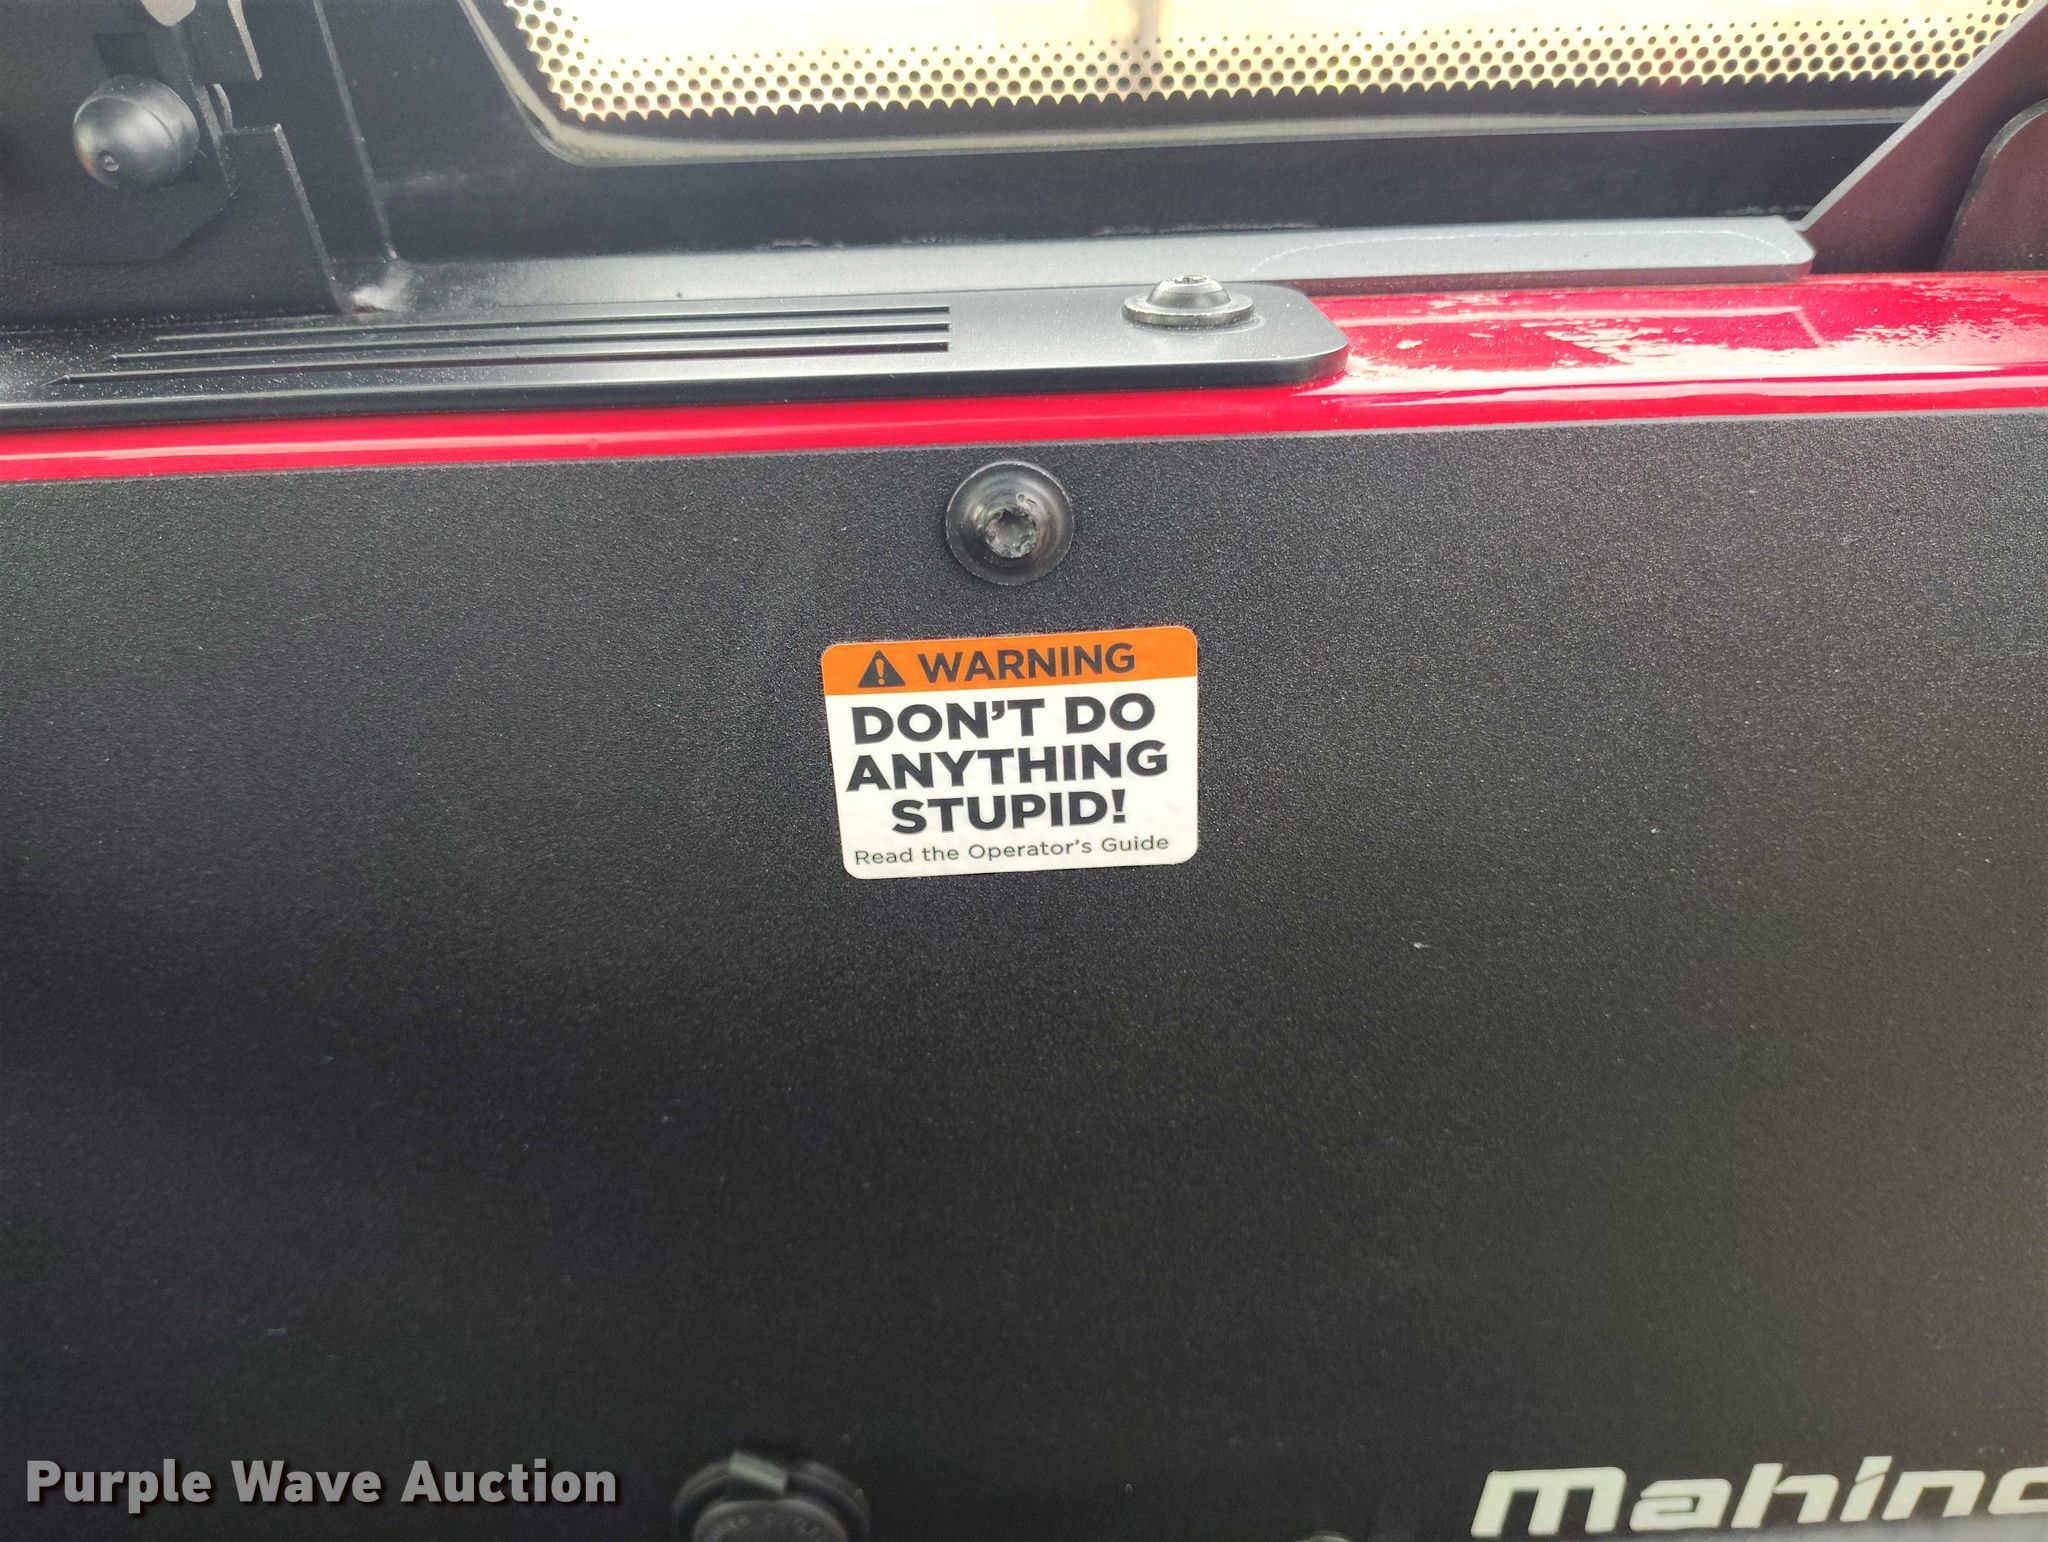 WARNING
DON'T DO
ANYTHING
STUPID!
Read the Operator's Guide
Purple Wave Auction